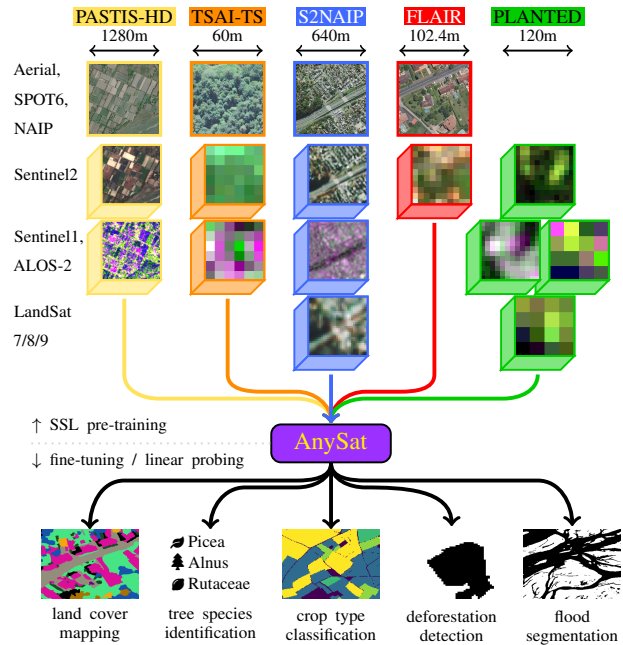 PASTIS-HD TSAI-TS S2NAIP FLAIR PLANTED
1280m 60m 640m 102.4m 120m
Aerial,
SPOT6,
NAIP
Sentinel2
Sentinel1,
ALOS-2
LandSat
7/8/9
↑ SSL pre-training
AnySat
↓ fine-tuning / linear probing
Picea
Alnus
Rutaceae
land cover
mapping
tree species
identification
crop type
classification
deforestation
detection
flood
segmentation